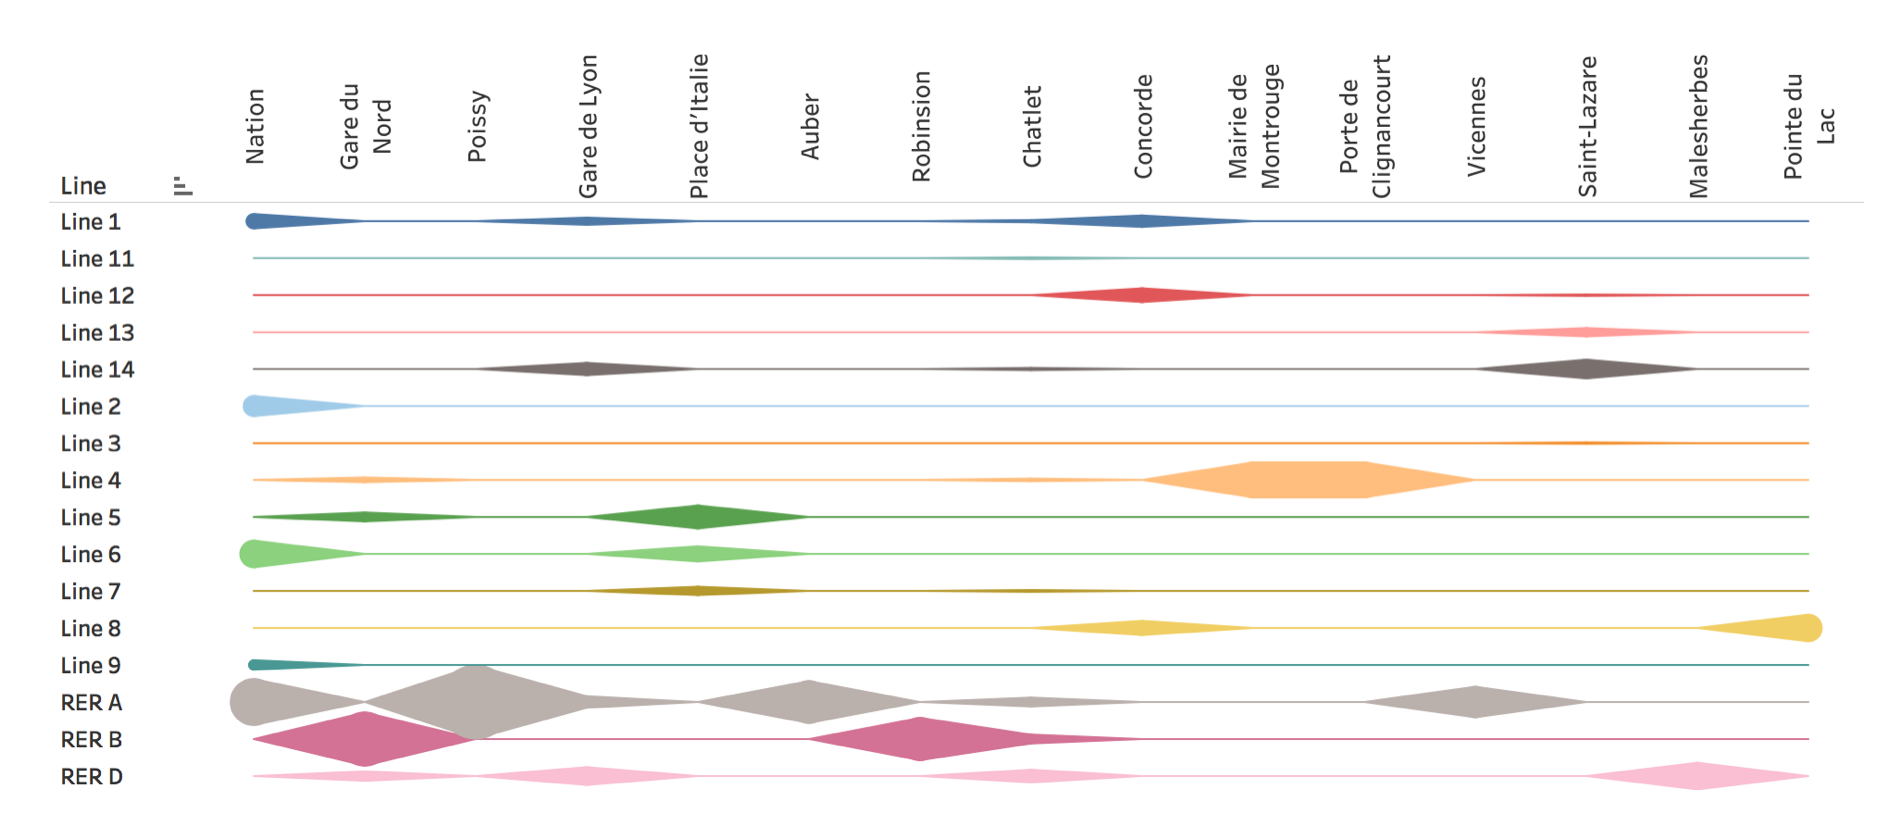 Nation
Gare du
Nord
Poissy
Gare de Lyon
Place d'Italie
Auber
Robinsion
Chatlet
Concorde
Mairie de
Montrouge
Porte de
Clignancourt
Vicennes
Saint-Lazare
Malesherbes
Pointe du
Lac
Line
Line 1
Line 11
Line 12
Line 13
Line 14
Line 2
Line 3
Line 4
Line 5
Line 6
Line 7
Line 8
Line 9
RER A
RER B
RER D